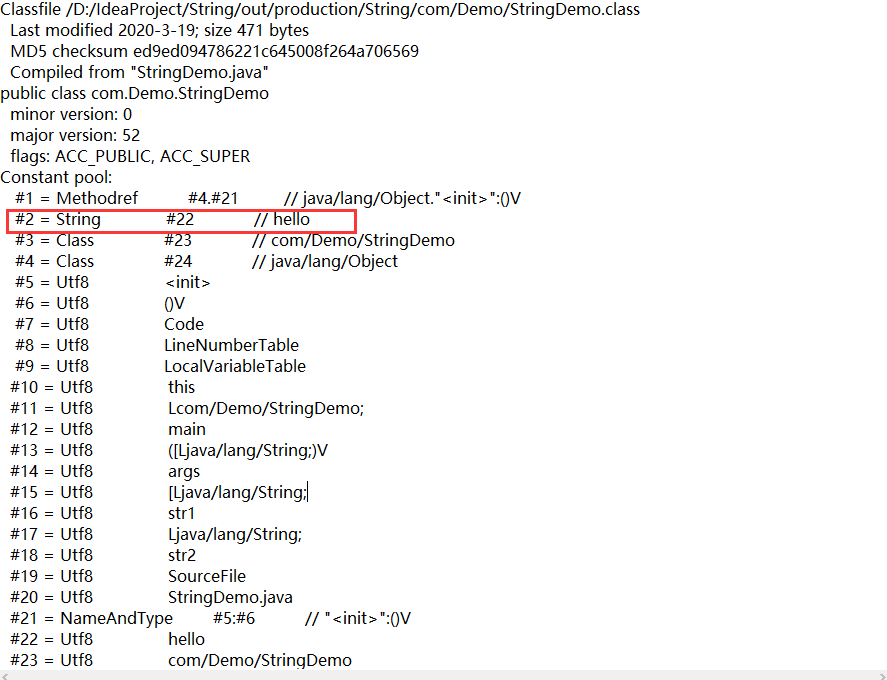 Classfile /D:/IdeaProject/String/out/production/String/com/Demo/StringDemo.class
Last modified 2020-3-19; size 471 bytes
MD5 checksum ed9ed094786221c645008f264a706569
Compiled from "StringDemo.java"
public class com.Demo.StringDemo
minor version: 0
major version: 52
flags: ACC_PUBLIC, ACC_SUPER
Constant pool:
#1 = Methodref #4.#21 // java/lang/Object."<init>":()V
#2 = String #22 // hello
#3 = Class #23 // com/Demo/StringDemo
#4 = Class #24 // java/lang/Object
#5 = Utf8 <init>
#6 = Utf8 ()V
#7 = Utf8 Code
#8 = Utf8 LineNumberTable
#9 = Utf8 LocalVariableTable
#10 = Utf8 this
#11 = Utf8 Lcom/Demo/StringDemo;
#12 = Utf8 main
#13 = Utf8 ([Ljava/lang/String;)V
#14 = Utf8 args
#15 = Utf8 [Ljava/lang/String;
#16 = Utf8 str1
#17 = Utf8 Ljava/lang/String;
#18 = Utf8 str2
#19 = Utf8 SourceFile
#20 = Utf8 StringDemo.java
#21 = NameAndType #5:#6 // "<init>":()V
#22 = Utf8 hello
#23 = Utf8 com/Demo/StringDemo